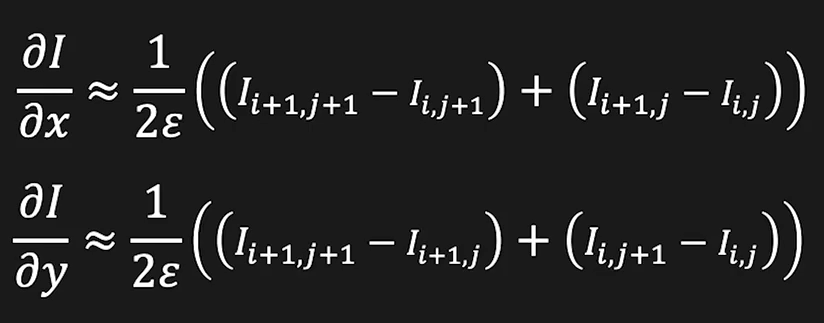 ∂I/∂x ≈ 1/2ε((I_{i+1,j+1} − I_{i,j+1}) + (I_{i+1,j} − I_{i,j}))
∂I/∂y ≈ 1/2ε((I_{i+1,j+1} − I_{i+1,j}) + (I_{i,j+1} − I_{i,j}))